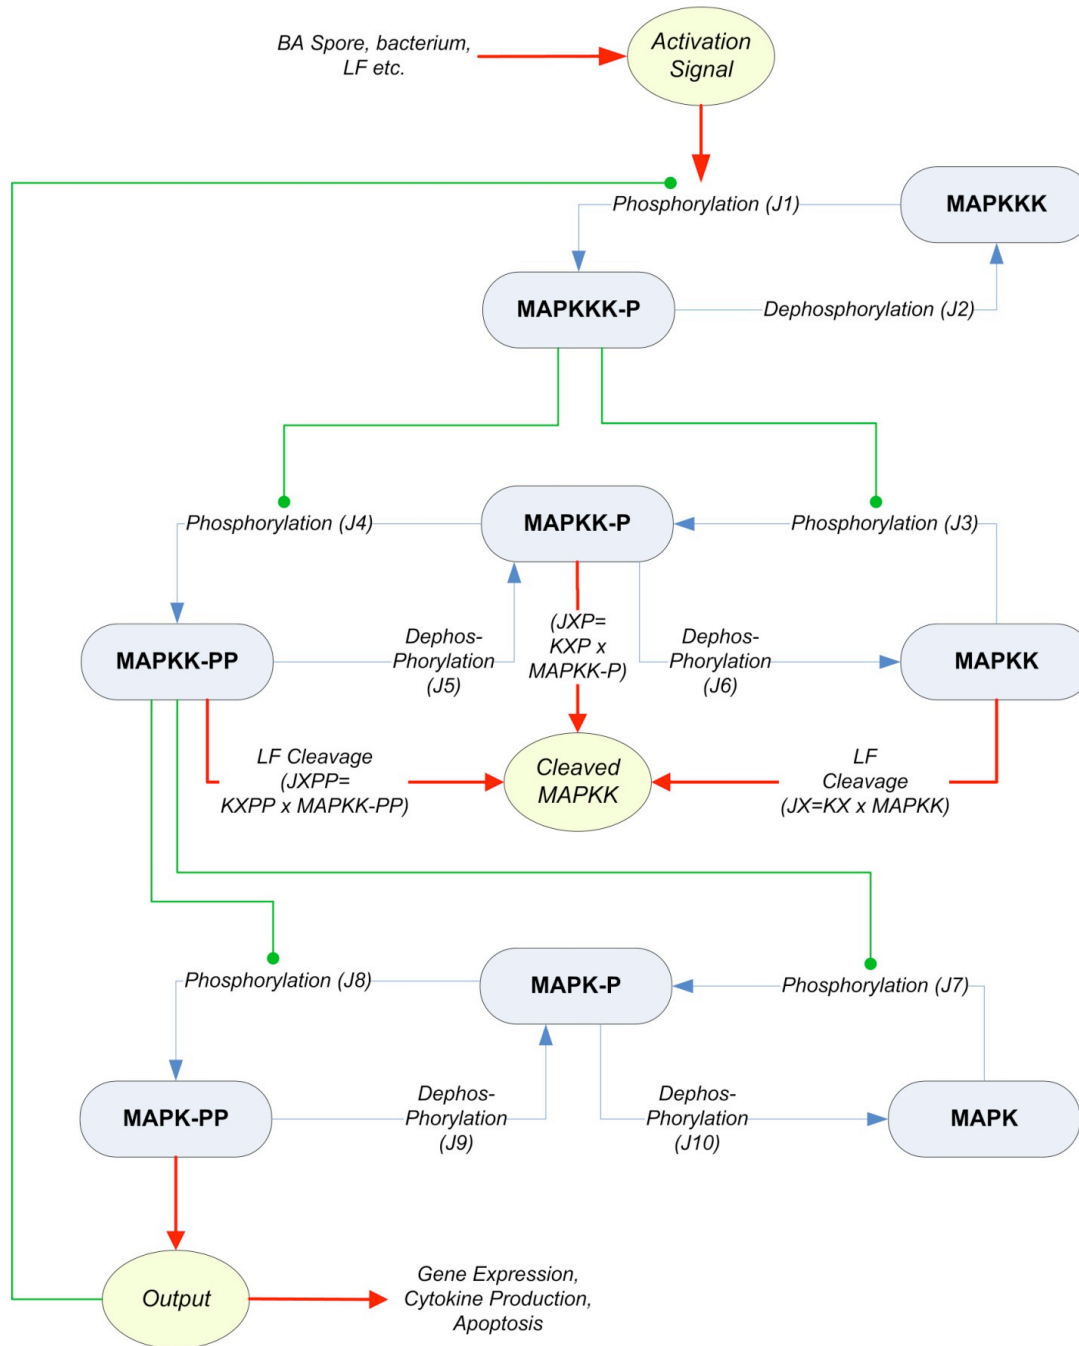 BA Spore, bacterium,
LF etc.
Activation
Signal
Phosphorylation (J1)
MAPKKK
MAPKKK-P
Dephosphorylation (J2)
Phosphorylation (J4)
MAPKK-P
Phosphorylation (J3)
MAPKK-PP
Dephos-
Phorylation
(J5)
(JXP=
KXP x
MAPKK-P)
Dephos-
Phorylation
(J6)
MAPKK
LF Cleavage
(JXPP=
KXPP x MAPKK-PP)
Cleaved
MAPKK
LF
Cleavage
(JX=KX x MAPKK)
Phosphorylation (J8)
MAPK-P
Phosphorylation (J7)
MAPK-PP
Dephos-
Phorylation
(J9)
Dephos-
Phorylation
(J10)
MAPK
Output
Gene Expression,
Cytokine Production,
Apoptosis